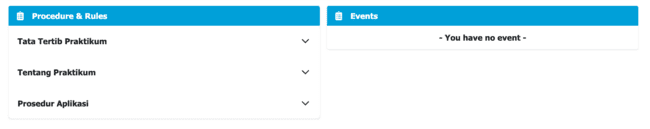 Procedure & Rules
Tata Tertib Praktikum
Tentang Praktikum
Prosedur Aplikasi
Events
- You have no event -